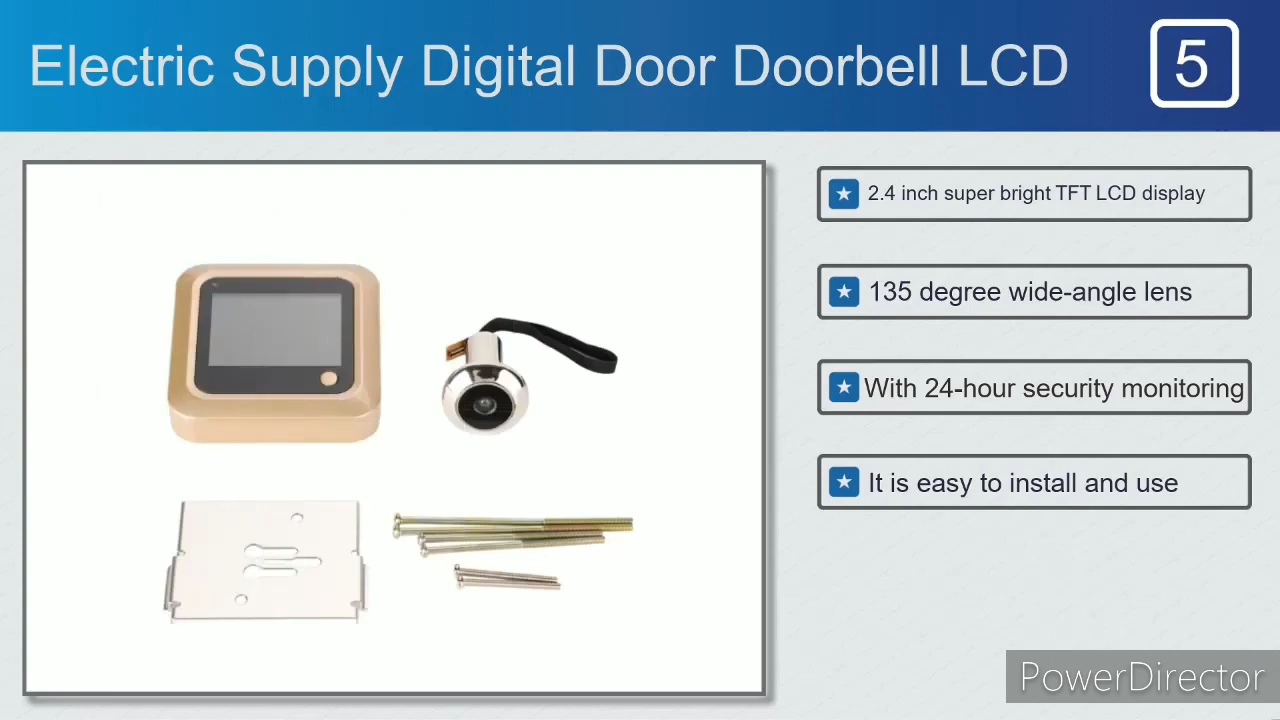 Electric Supply Digital Door Doorbell LCD
5
2.4 inch super bright TFT LCD display
135 degree wide-angle lens
With 24-hour security monitoring
It is easy to install and use
PowerDirector